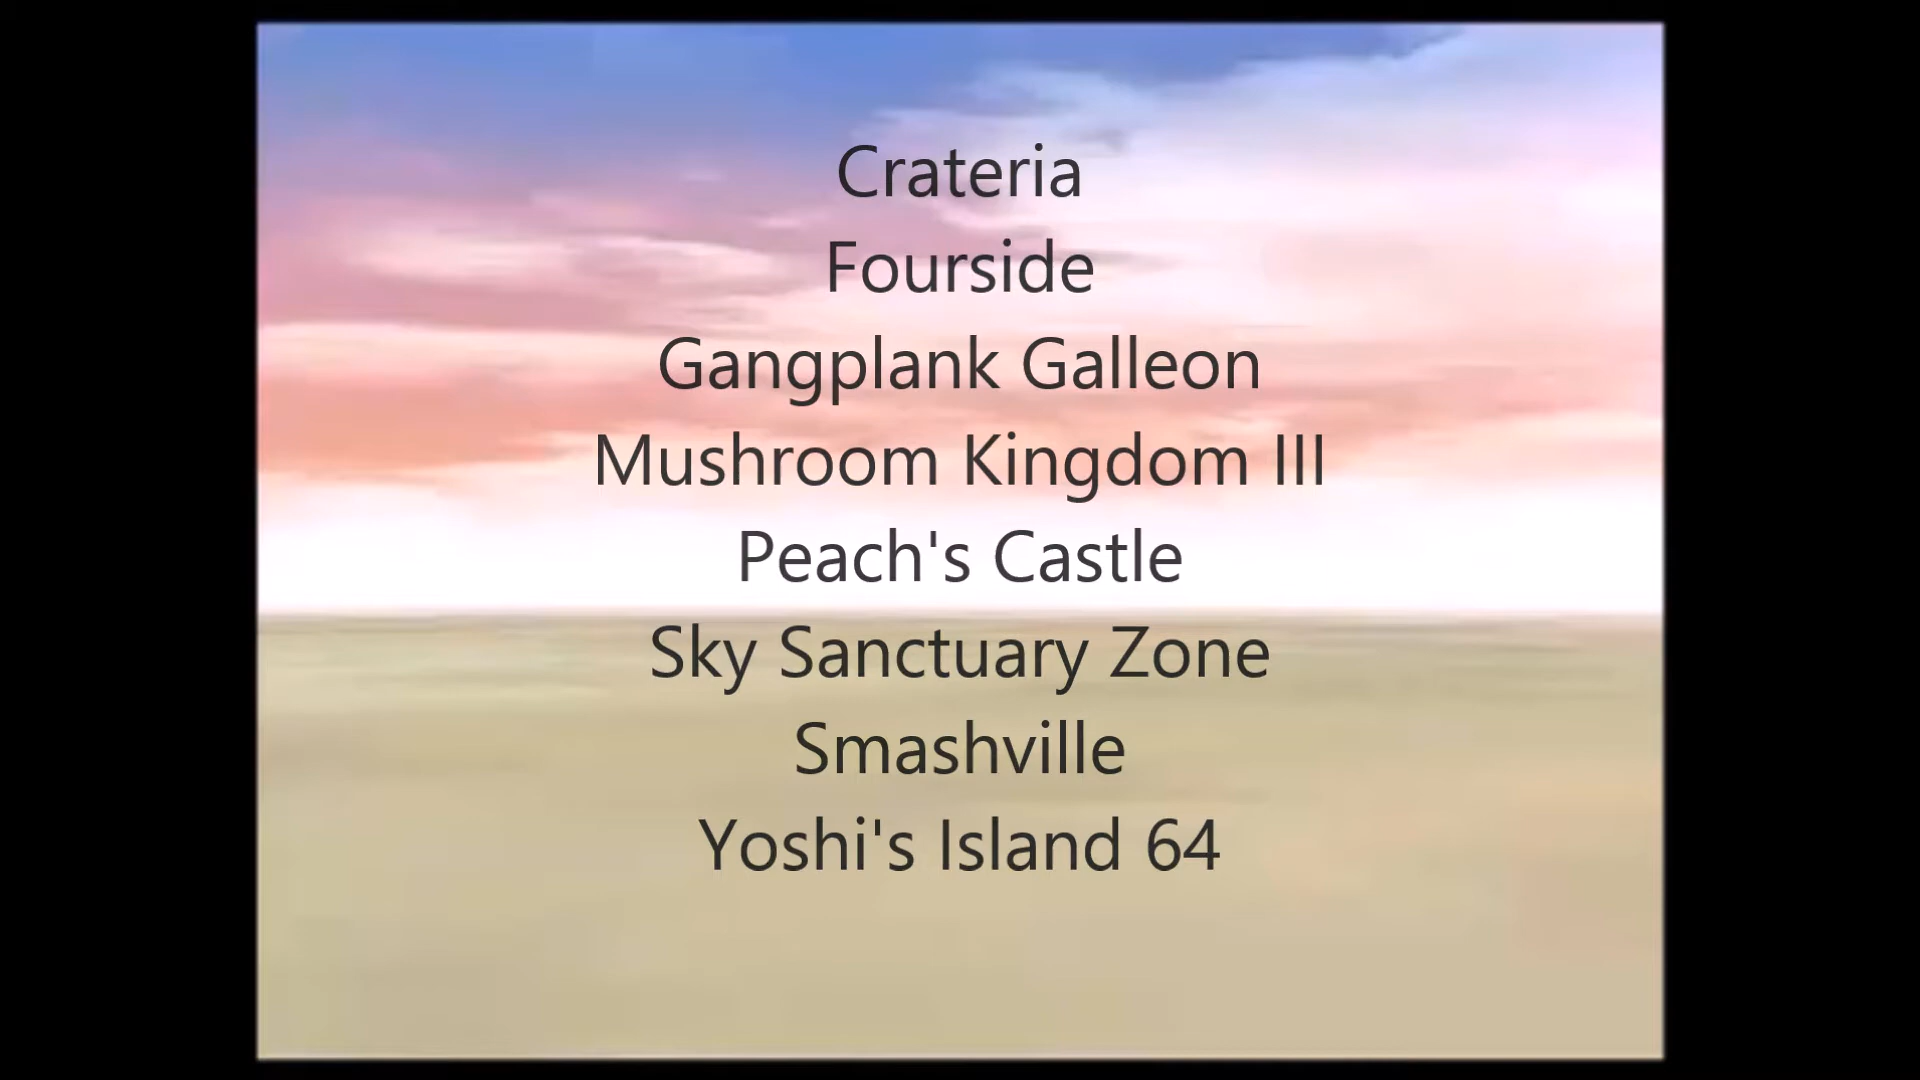 Crateria
Fourside
Gangplank Galleon
Mushroom Kingdom III
Peach's Castle
Sky Sanctuary Zone
Smashville
Yoshi's Island 64